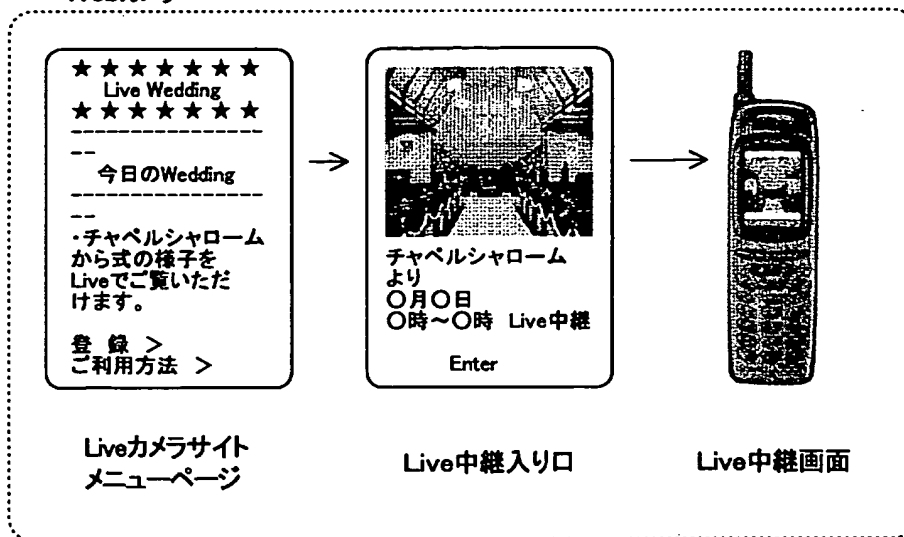 ★★★★★★★
Live Wedding
★★★★★★★
----------------
--
今日のWedding
----------------
--
・チャペルシャローム
から式の様子を
Liveでご覧いただ
けます。
登 録 >
ご利用方法 >
Liveカメラサイト
メニューページ
チャペルシャローム
より
〇月〇日
〇時～〇時 Live中継
Enter
Live中継入り口
Live中継画面